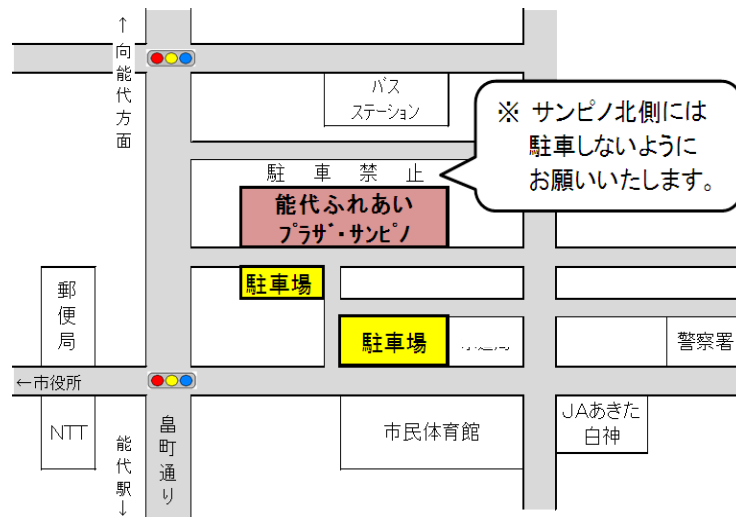 ↑向能代方面
バス
ステーション
※ サンピノ北側には
駐車しないように
お願いいたします。
駐車禁止
能代ふれあい
プラザ・サンピノ
駐車場
郵便局
駐車場
警察署
←市役所
NTT
能代駅↓
畠町通り
市民体育館
JAあきた
白神